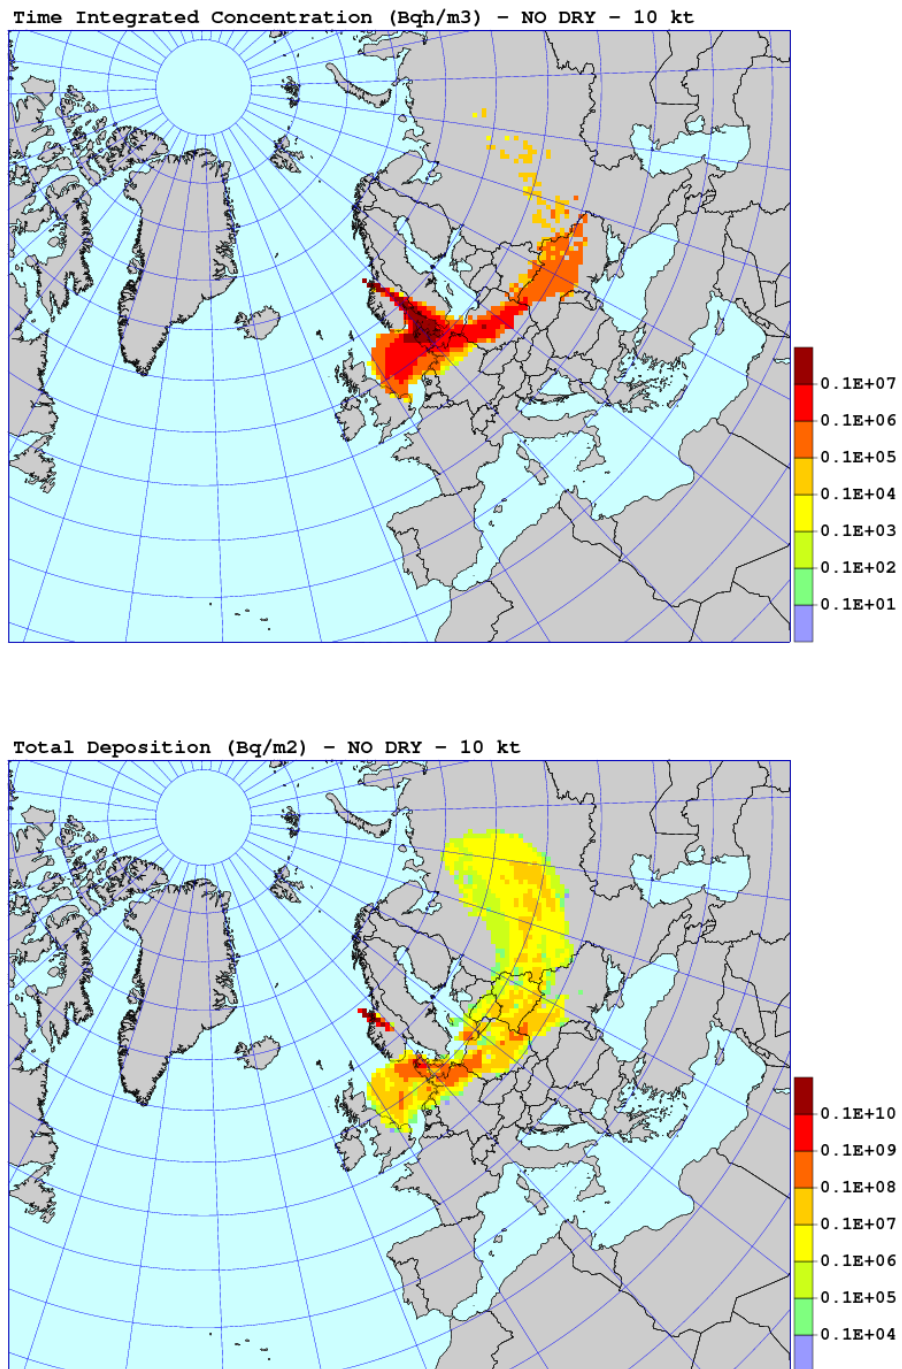 Time Integrated Concentration (Bqh/m3) – NO DRY – 10 kt
0.1E+07
0.1E+06
0.1E+05
0.1E+04
0.1E+03
0.1E+02
0.1E+01
Total Deposition (Bq/m2) – NO DRY – 10 kt
0.1E+10
0.1E+09
0.1E+08
0.1E+07
0.1E+06
0.1E+05
0.1E+04